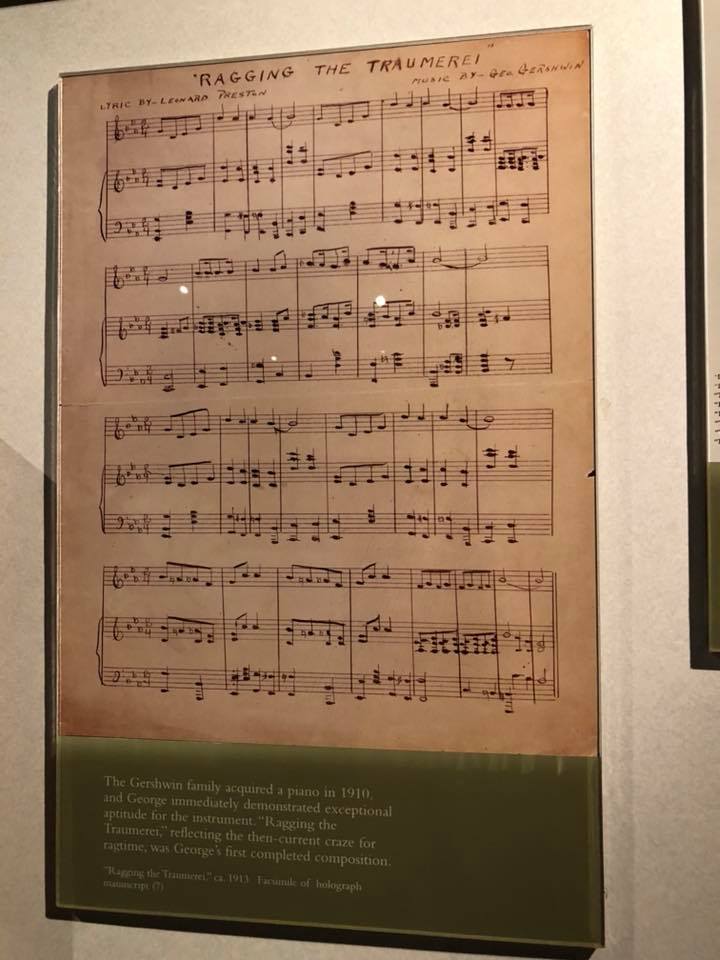 "RAGGING THE TRAUMEREI"
LYRIC BY- LEONARD PRESTON
MUSIC BY- GEO. GERSHWIN
The Gershwin family acquired a piano in 1910,
and George immediately demonstrated exceptional
aptitude for the instrument. "Ragging the
Traumerei," reflecting the then-current craze for
ragtime, was George's first completed composition.
"Ragging the Traumerei," ca. 1913. Facsimile of holograph
manuscript (7)